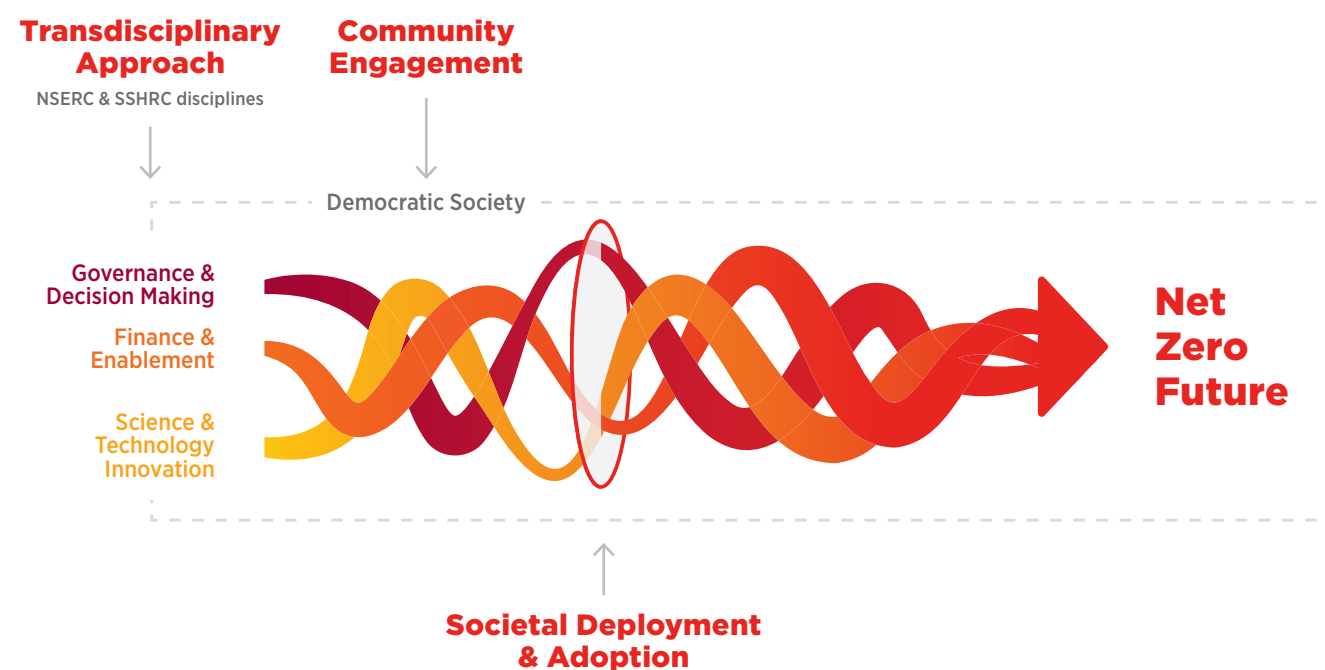 Transdisciplinary
Approach
NSERC & SSHRC disciplines
Community
Engagement
Democratic Society
Governance &
Decision Making
Finance &
Enablement
Science &
Technology
Innovation
Net
Zero
Future
Societal Deployment
& Adoption